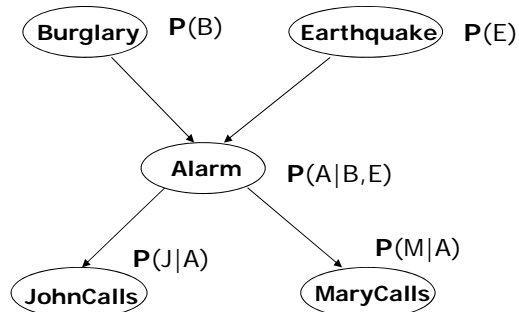 Burglary P(B) Earthquake P(E)
Alarm P(A|B,E)
P(J|A) P(M|A)
JohnCalls MaryCalls